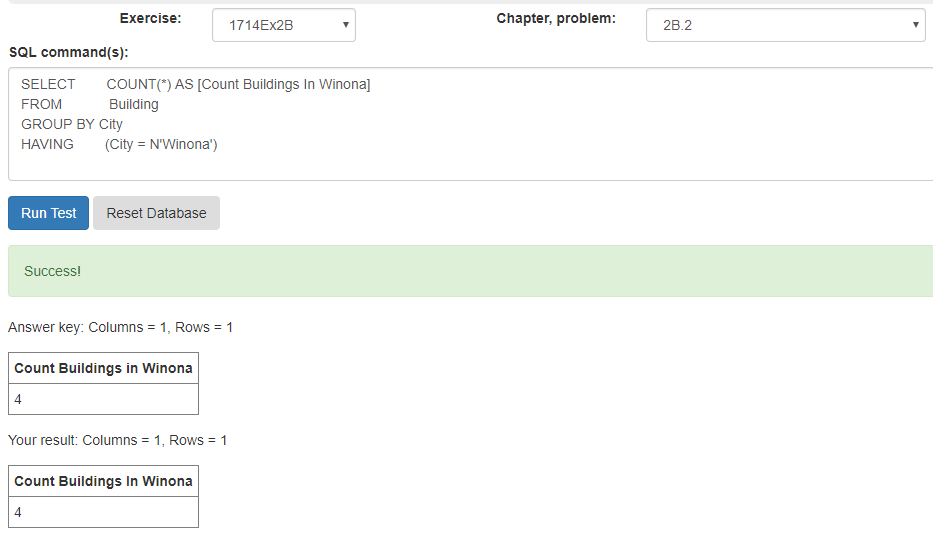 Exercise: 1714Ex2B Chapter, problem: 2B.2
SQL command(s):
SELECT COUNT(*) AS [Count Buildings In Winona]
FROM Building
GROUP BY City
HAVING (City = N'Winona')
Run Test Reset Database
Success!
Answer key: Columns = 1, Rows = 1
Count Buildings in Winona
4
Your result: Columns = 1, Rows = 1
Count Buildings In Winona
4